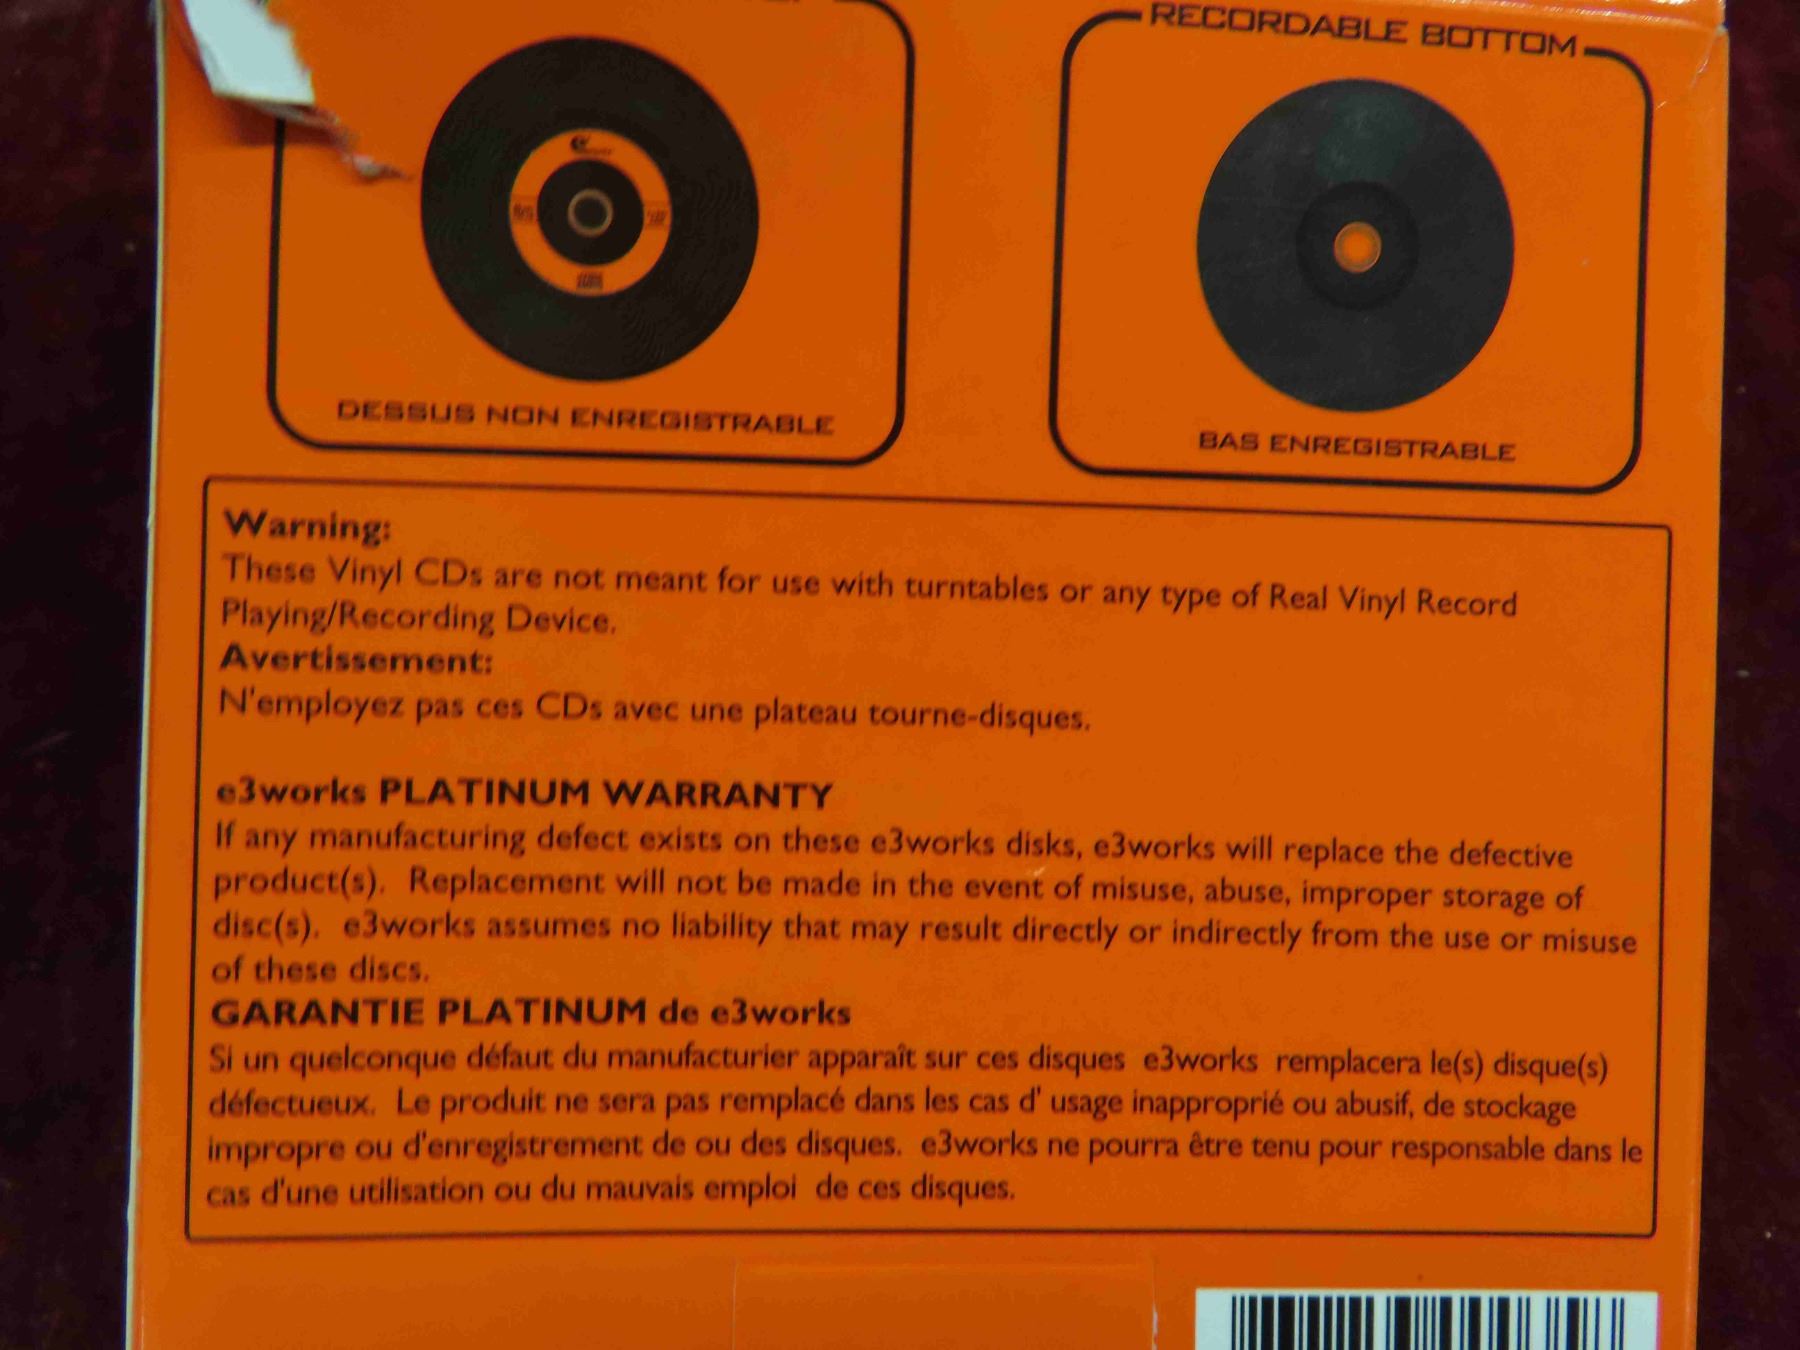 RECORDABLE BOTTOM
DESSUS NON ENREGISTRABLE
BAS ENREGISTRABLE
Warning:
These Vinyl CDs are not meant for use with turntables or any type of Real Vinyl Record
Playing/Recording Device.
Avertissement:
N'employez pas ces CDs avec une plateau tourne-disques.
e3works PLATINUM WARRANTY
If any manufacturing defect exists on these e3works disks, e3works will replace the defective
product(s). Replacement will not be made in the event of misuse, abuse, improper storage of
disc(s). e3works assumes no liability that may result directly or indirectly from the use or misuse
of these discs.
GARANTIE PLATINUM de e3works
Si un quelconque défaut du manufacturier apparaît sur ces disques e3works remplacera le(s) disque(s)
défectueux. Le produit ne sera pas remplacé dans les cas d' usage inapproprié ou abusif, de stockage
impropre ou d'enregistrement de ou des disques. e3works ne pourra être tenu pour responsable dans le
cas d'une utilisation ou du mauvais emploi de ces disques.